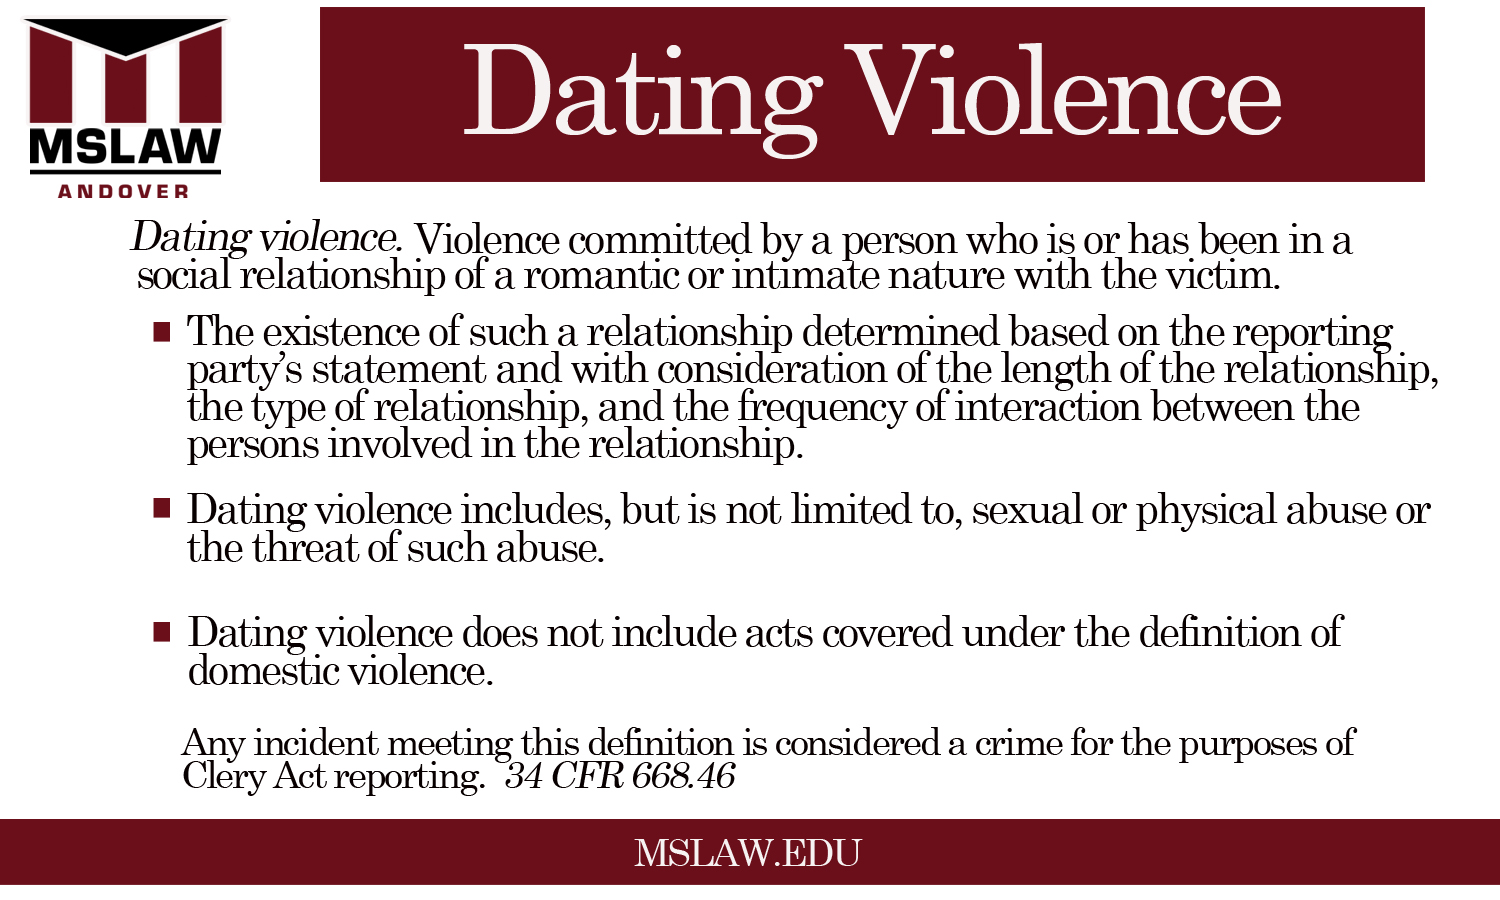 MSLAW
ANDOVER
Dating Violence
Dating violence. Violence committed by a person who is or has been in a
social relationship of a romantic or intimate nature with the victim.
■ The existence of such a relationship determined based on the reporting
party’s statement and with consideration of the length of the relationship,
the type of relationship, and the frequency of interaction between the
persons involved in the relationship.
■ Dating violence includes, but is not limited to, sexual or physical abuse or
the threat of such abuse.
■ Dating violence does not include acts covered under the definition of
domestic violence.
Any incident meeting this definition is considered a crime for the purposes of
Clery Act reporting. 34 CFR 668.46
MSLAW.EDU